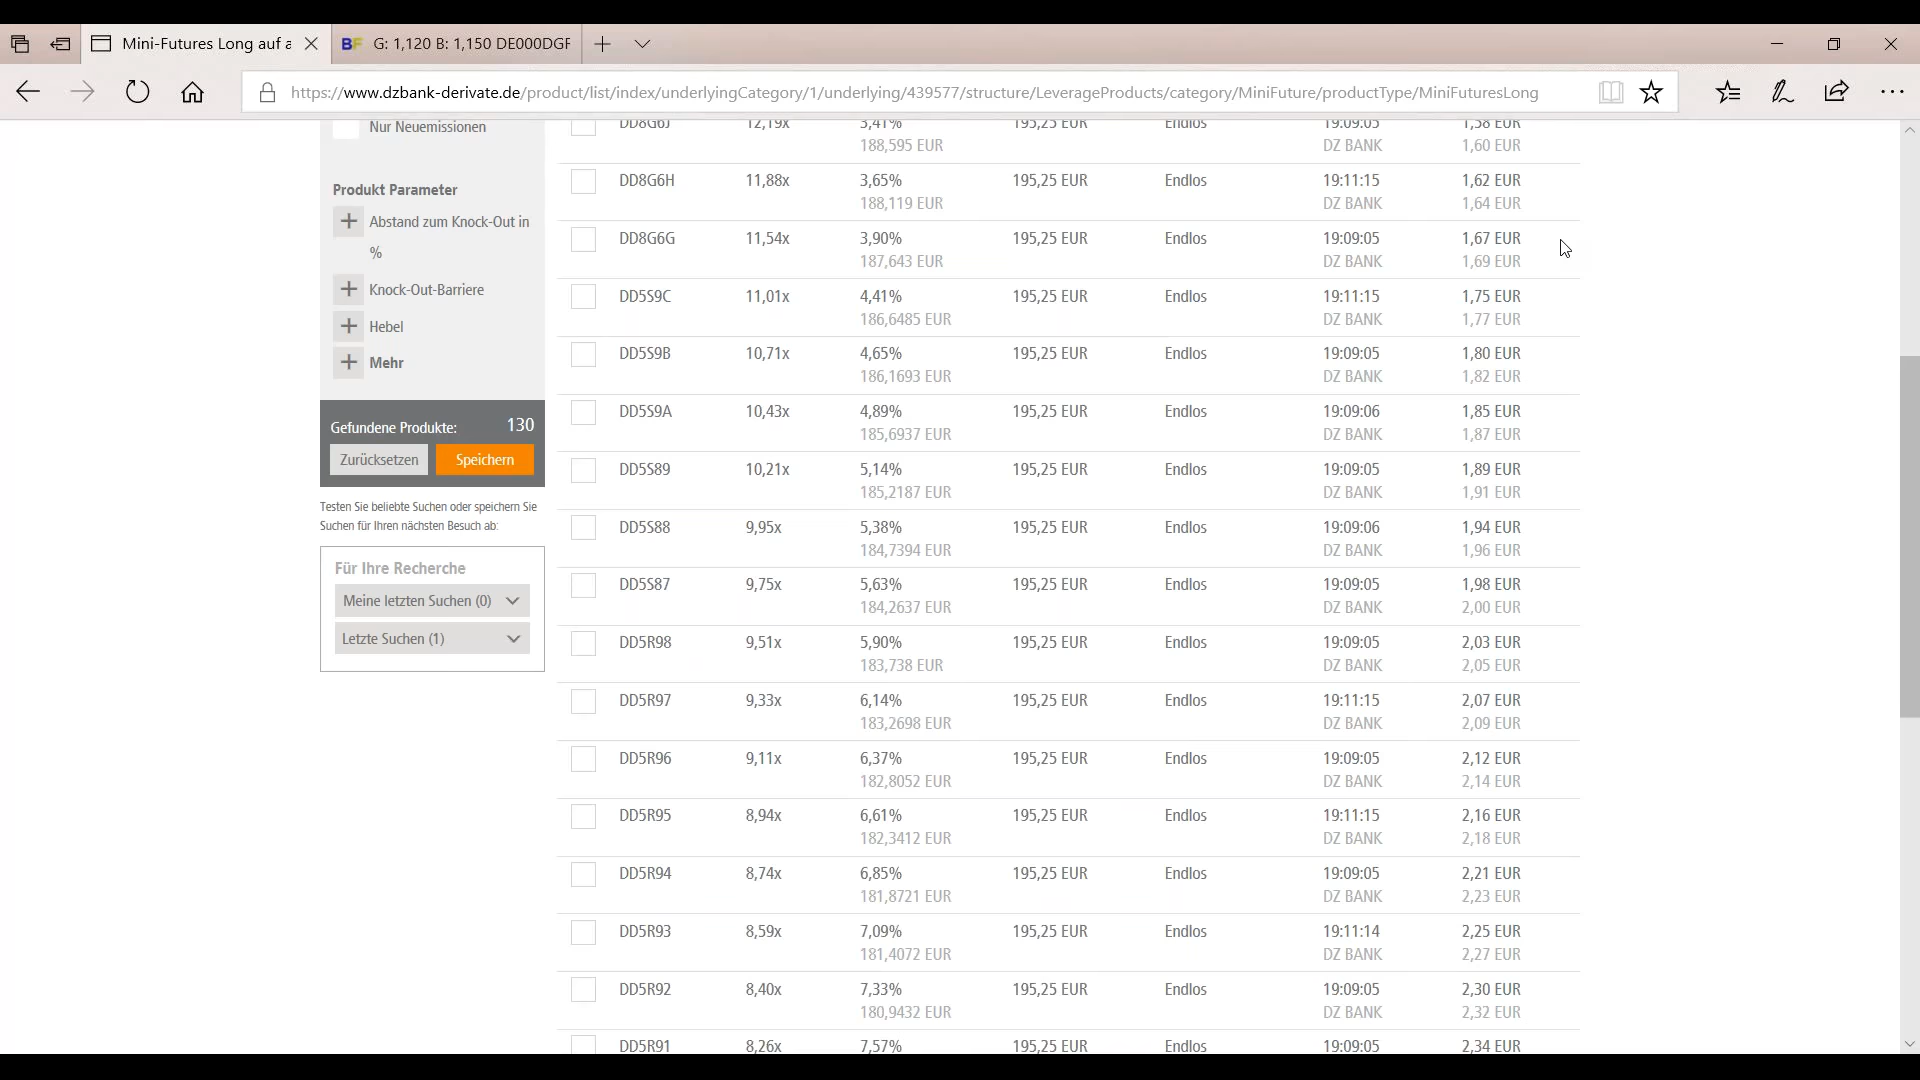 Mini-Futures Long auf a
BF G: 1,120 B: 1,150 DE000DGF
https://www.dzbank-derivate.de/product/list/index/underlyingCategory/1/underlying/439577/structure/LeverageProducts/category/MiniFuture/productType/MiniFuturesLong
Nur Neuemissionen
Produkt Parameter
Abstand zum Knock-Out in
%
Knock-Out-Barriere
Hebel
Mehr
Gefundene Produkte: 130
Zurücksetzen Speichern
Testen Sie beliebte Suchen oder speichern Sie
Suchen für Ihren nächsten Besuch ab:
Für Ihre Recherche
Meine letzten Suchen (0)
Letzte Suchen (1)
DD8G6J 12,19x 3,41% 195,25 EUR Endlos 19:09:05 1,58 EUR
188,595 EUR DZ BANK 1,60 EUR
DD8G6H 11,88x 3,65% 195,25 EUR Endlos 19:11:15 1,62 EUR
188,119 EUR DZ BANK 1,64 EUR
DD8G6G 11,54x 3,90% 195,25 EUR Endlos 19:09:05 1,67 EUR
187,643 EUR DZ BANK 1,69 EUR
DD5S9C 11,01x 4,41% 195,25 EUR Endlos 19:11:15 1,75 EUR
186,6485 EUR DZ BANK 1,77 EUR
DD5S9B 10,71x 4,65% 195,25 EUR Endlos 19:09:05 1,80 EUR
186,1693 EUR DZ BANK 1,82 EUR
DD5S9A 10,43x 4,89% 195,25 EUR Endlos 19:09:06 1,85 EUR
185,6937 EUR DZ BANK 1,87 EUR
DD5S89 10,21x 5,14% 195,25 EUR Endlos 19:09:05 1,89 EUR
185,2187 EUR DZ BANK 1,91 EUR
DD5S88 9,95x 5,38% 195,25 EUR Endlos 19:09:06 1,94 EUR
184,7394 EUR DZ BANK 1,96 EUR
DD5S87 9,75x 5,63% 195,25 EUR Endlos 19:09:05 1,98 EUR
184,2637 EUR DZ BANK 2,00 EUR
DD5R98 9,51x 5,90% 195,25 EUR Endlos 19:09:05 2,03 EUR
183,738 EUR DZ BANK 2,05 EUR
DD5R97 9,33x 6,14% 195,25 EUR Endlos 19:11:15 2,07 EUR
183,2698 EUR DZ BANK 2,09 EUR
DD5R96 9,11x 6,37% 195,25 EUR Endlos 19:09:05 2,12 EUR
182,8052 EUR DZ BANK 2,14 EUR
DD5R95 8,94x 6,61% 195,25 EUR Endlos 19:11:15 2,16 EUR
182,3412 EUR DZ BANK 2,18 EUR
DD5R94 8,74x 6,85% 195,25 EUR Endlos 19:09:05 2,21 EUR
181,8721 EUR DZ BANK 2,23 EUR
DD5R93 8,59x 7,09% 195,25 EUR Endlos 19:11:14 2,25 EUR
181,4072 EUR DZ BANK 2,27 EUR
DD5R92 8,40x 7,33% 195,25 EUR Endlos 19:09:05 2,30 EUR
180,9432 EUR DZ BANK 2,32 EUR
DD5R91 8,26x 7,57% 195,25 EUR Endlos 19:09:05 2,34 EUR